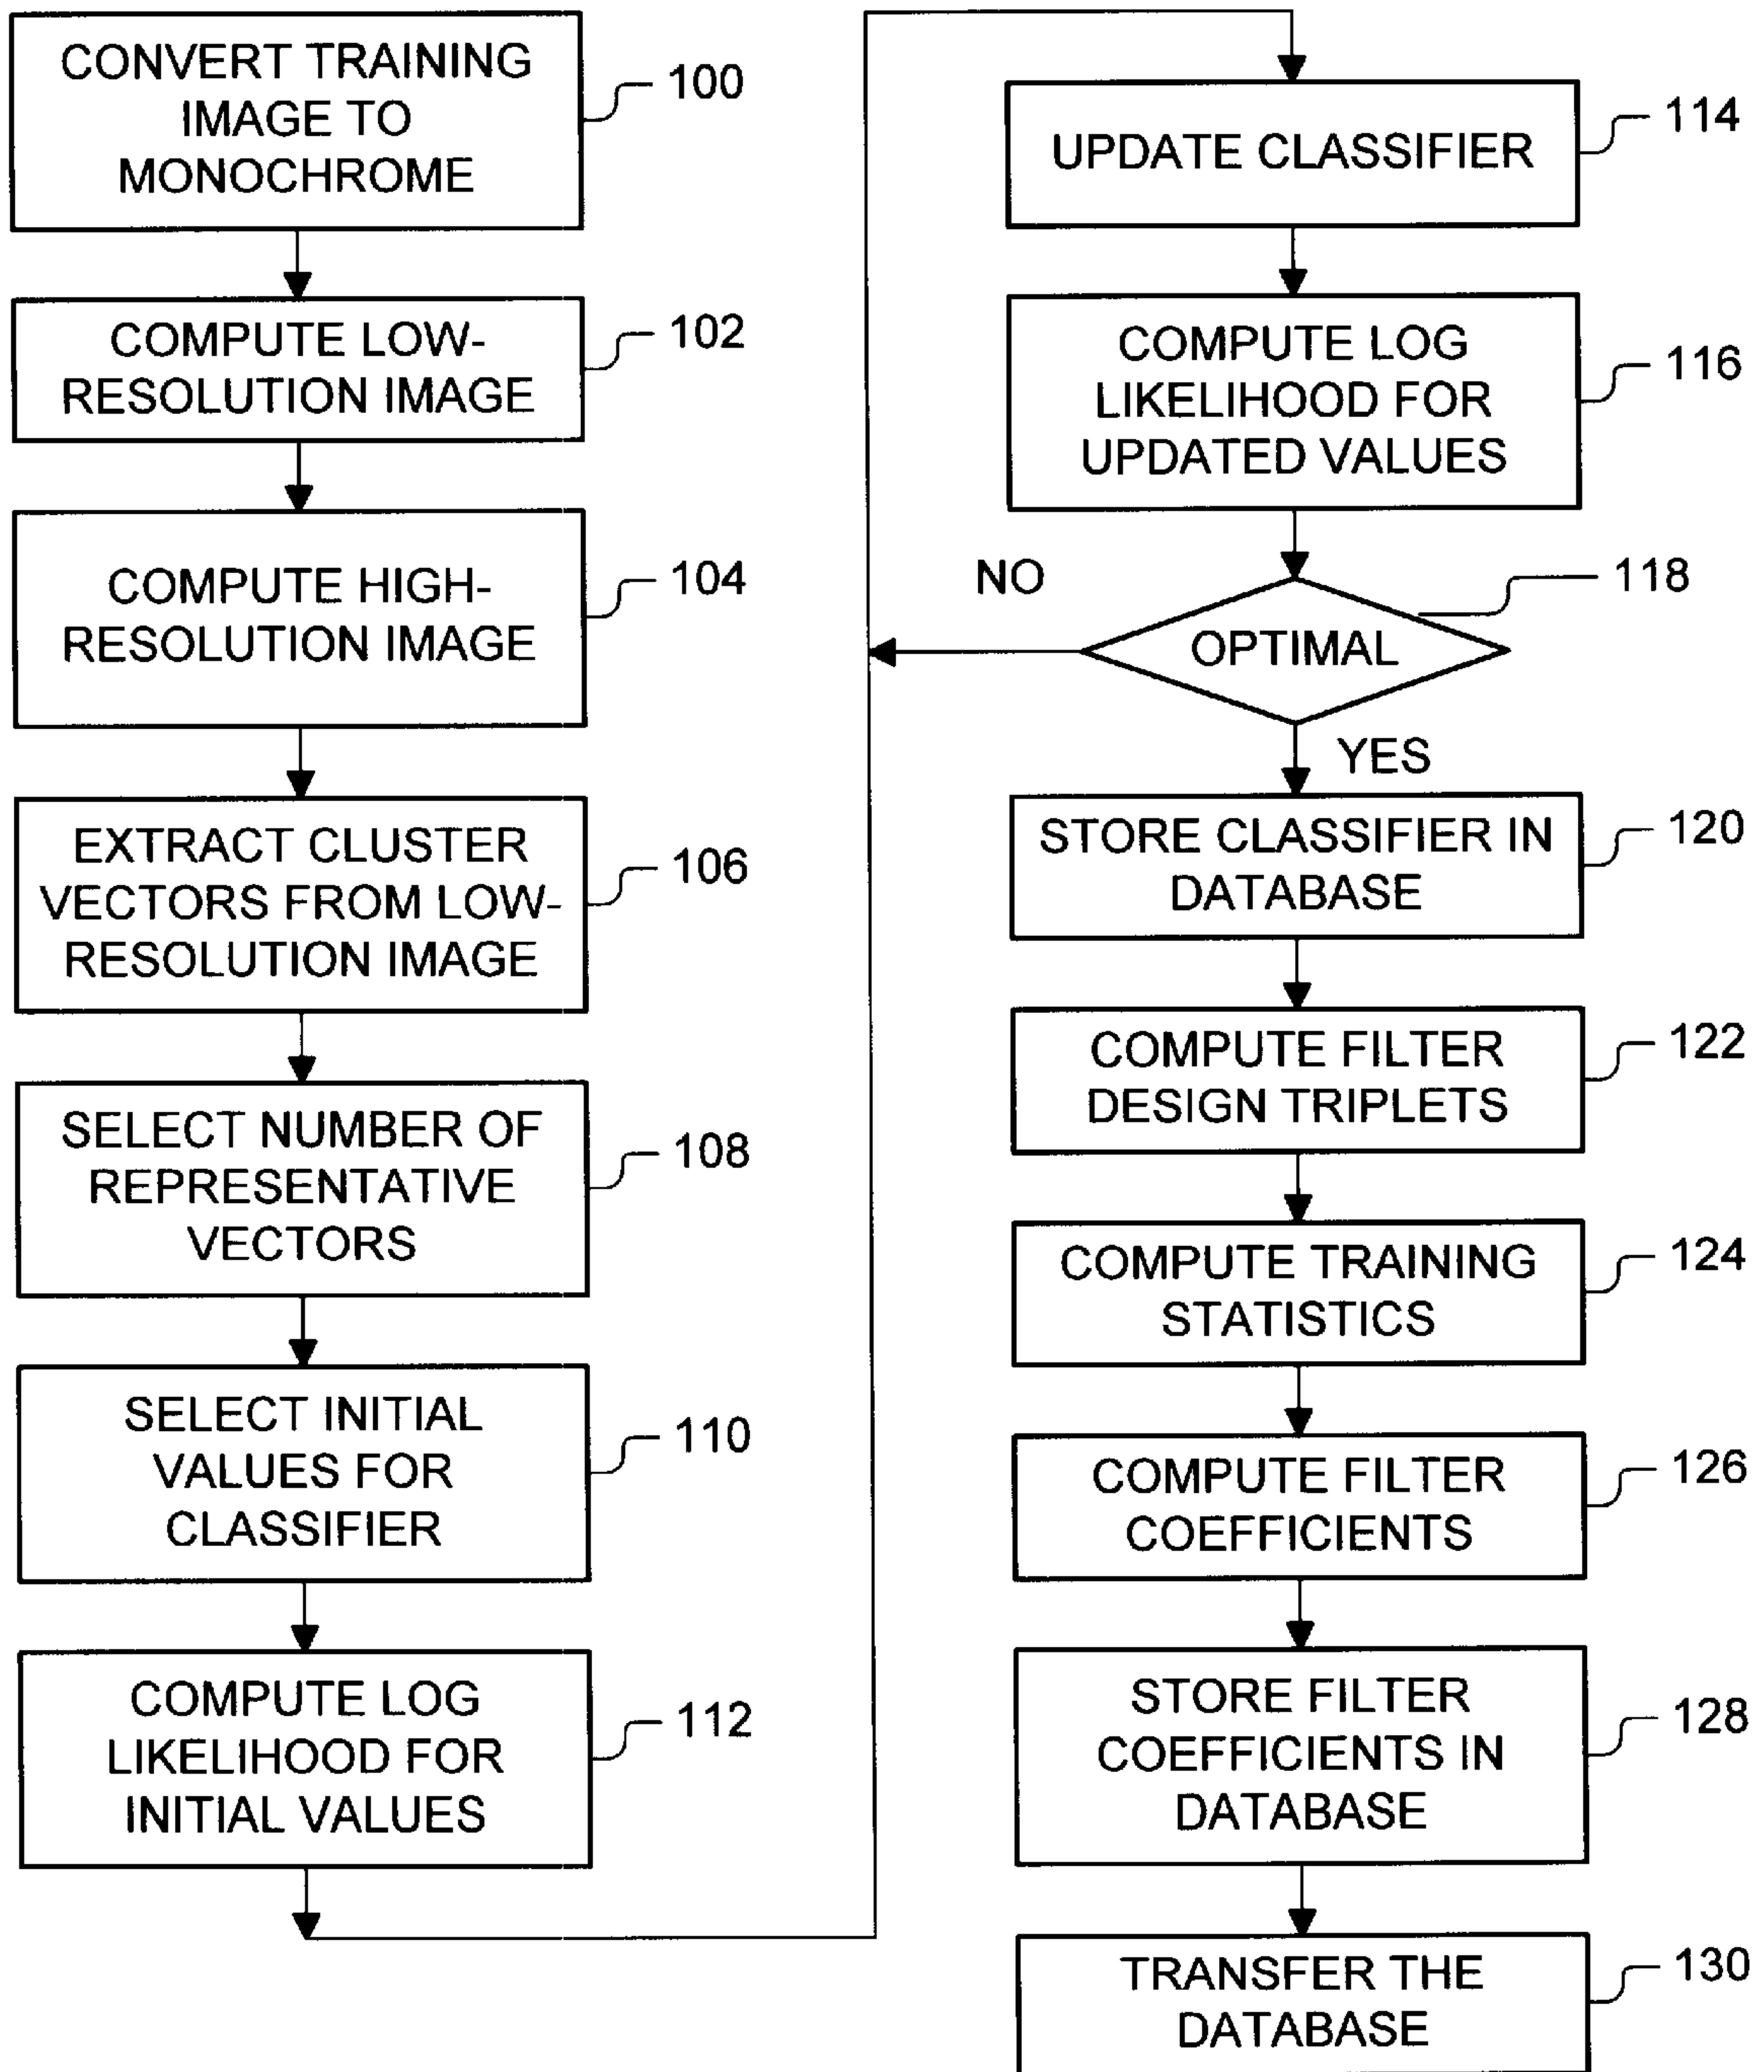 CONVERT TRAINING
IMAGE TO
MONOCHROME
100
COMPUTE LOW-
RESOLUTION IMAGE
102
COMPUTE HIGH-
RESOLUTION IMAGE
104
EXTRACT CLUSTER
VECTORS FROM LOW-
RESOLUTION IMAGE
106
SELECT NUMBER OF
REPRESENTATIVE
VECTORS
108
SELECT INITIAL
VALUES FOR
CLASSIFIER
110
COMPUTE LOG
LIKELIHOOD FOR
INITIAL VALUES
112
UPDATE CLASSIFIER
114
COMPUTE LOG
LIKELIHOOD FOR
UPDATED VALUES
116
NO
OPTIMAL
118
YES
STORE CLASSIFIER IN
DATABASE
120
COMPUTE FILTER
DESIGN TRIPLETS
122
COMPUTE TRAINING
STATISTICS
124
COMPUTE FILTER
COEFFICIENTS
126
STORE FILTER
COEFFICIENTS IN
DATABASE
128
TRANSFER THE
DATABASE
130